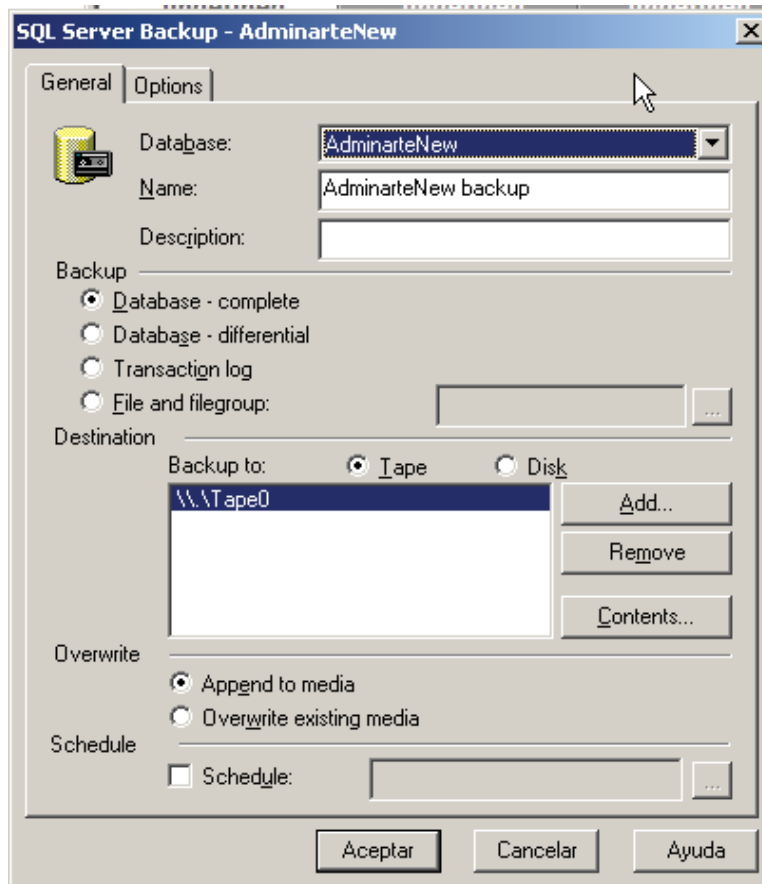 SQL Server Backup - AdminarteNew
General Options
Database: AdminarteNew
Name: AdminarteNew backup
Description:
Backup
Database - complete
Database - differential
Transaction log
File and filegroup: ...
Destination
Backup to: Tape Disk
\\.\Tape0
Add...
Remove
Contents...
Overwrite
Append to media
Overwrite existing media
Schedule
Schedule: ...
Aceptar Cancelar Ayuda